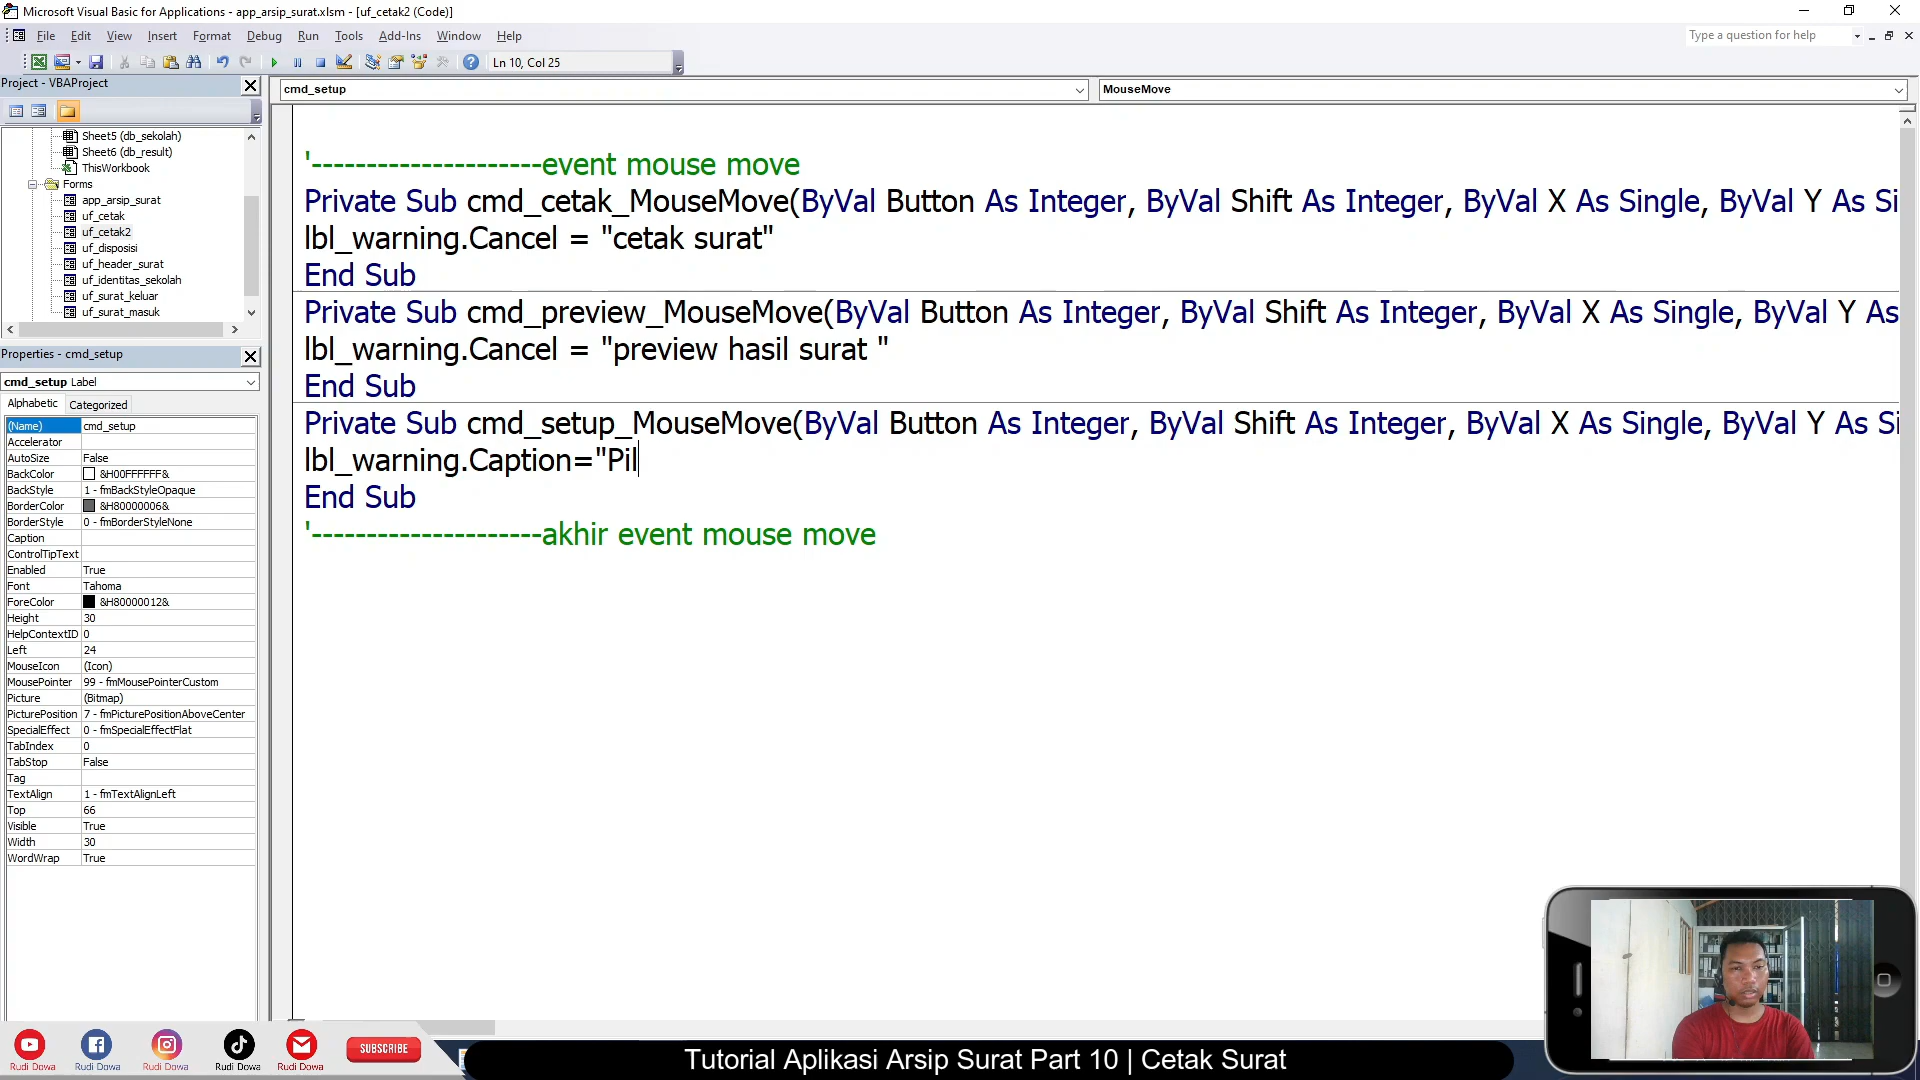 Microsoft Visual Basic for Applications - app_arsip_surat.xlsm - [uf_cetak2 (Code)]
File Edit View Insert Format Debug Run Tools Add-Ins Window Help
Type a question for help
Ln 10, Col 25
Project - VBAProject
cmd_setup
MouseMove
Sheet5 (db_sekolah)
Sheet6 (db_result)
ThisWorkbook
Forms
app_arsip_surat
uf_cetak
uf_cetak2
uf_disposisi
uf_header_surat
uf_identitas_sekolah
uf_surat_keluar
uf_surat_masuk
Properties - cmd_setup
cmd_setup Label
Alphabetic Categorized
(Name) cmd_setup
Accelerator
AutoSize False
BackColor &H00FFFFFF&
BackStyle 1 - fmBackStyleOpaque
BorderColor &H80000006&
BorderStyle 0 - fmBorderStyleNone
Caption
ControlTipText
Enabled True
Font Tahoma
ForeColor &H80000012&
Height 30
HelpContextID 0
Left 24
MouseIcon (Icon)
MousePointer 99 - fmMousePointerCustom
Picture (Bitmap)
PicturePosition 7 - fmPicturePositionAboveCenter
SpecialEffect 0 - fmSpecialEffectFlat
TabIndex 0
TabStop False
Tag
TextAlign 1 - fmTextAlignLeft
Top 66
Visible True
Width 30
WordWrap True
'---------------------event mouse move
Private Sub cmd_cetak_MouseMove(ByVal Button As Integer, ByVal Shift As Integer, ByVal X As Single, ByVal Y As Si
lbl_warning.Cancel = "cetak surat"
End Sub
Private Sub cmd_preview_MouseMove(ByVal Button As Integer, ByVal Shift As Integer, ByVal X As Single, ByVal Y As
lbl_warning.Cancel = "preview hasil surat "
End Sub
Private Sub cmd_setup_MouseMove(ByVal Button As Integer, ByVal Shift As Integer, ByVal X As Single, ByVal Y As Si
lbl_warning.Caption="Pil
End Sub
'---------------------akhir event mouse move
Rudi Dowa Rudi Dowa Rudi Dowa Rudi Dowa Rudi Dowa
SUBSCRIBE
Tutorial Aplikasi Arsip Surat Part 10 | Cetak Surat